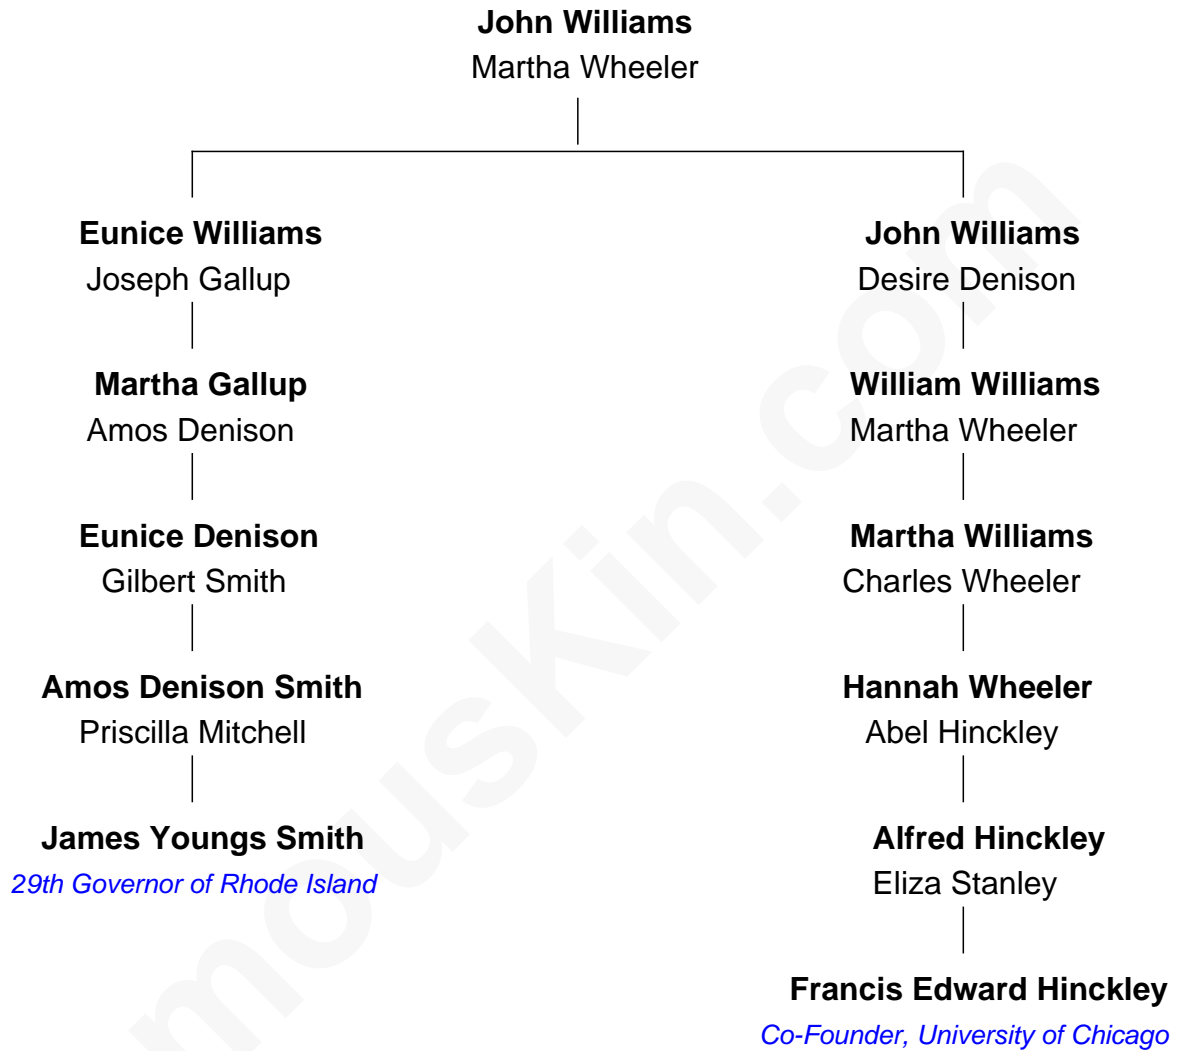 John Williams
Martha Wheeler
Eunice Williams
Joseph Gallup
John Williams
Desire Denison
Martha Gallup
Amos Denison
William Williams
Martha Wheeler
Eunice Denison
Gilbert Smith
Martha Williams
Charles Wheeler
Amos Denison Smith
Priscilla Mitchell
Hannah Wheeler
Abel Hinckley
James Youngs Smith
29th Governor of Rhode Island
Alfred Hinckley
Eliza Stanley
Francis Edward Hinckley
Co-Founder, University of Chicago
mousKin.com